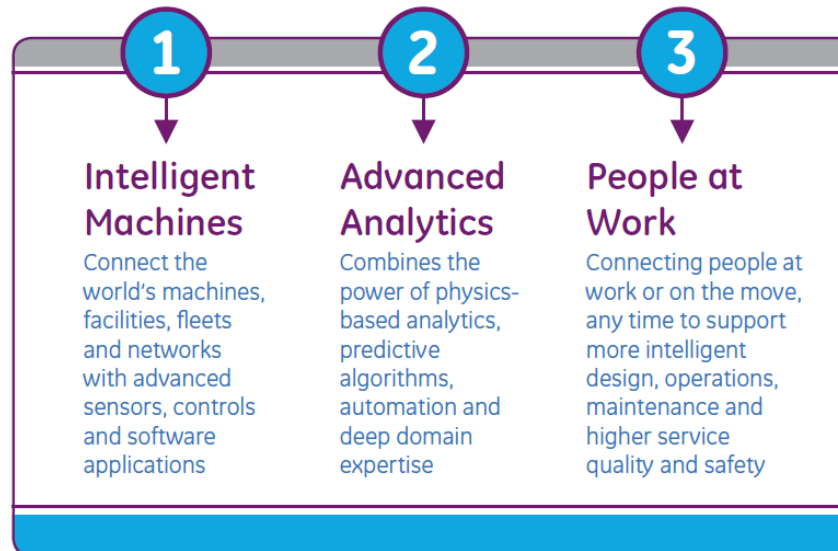 1
2
3
Intelligent
Machines
Connect the
world's machines,
facilities, fleets
and networks
with advanced
sensors, controls
and software
applications
Advanced
Analytics
Combines the
power of physics-
based analytics,
predictive
algorithms,
automation and
deep domain
expertise
People at
Work
Connecting people at
work or on the move,
any time to support
more intelligent
design, operations,
maintenance and
higher service
quality and safety